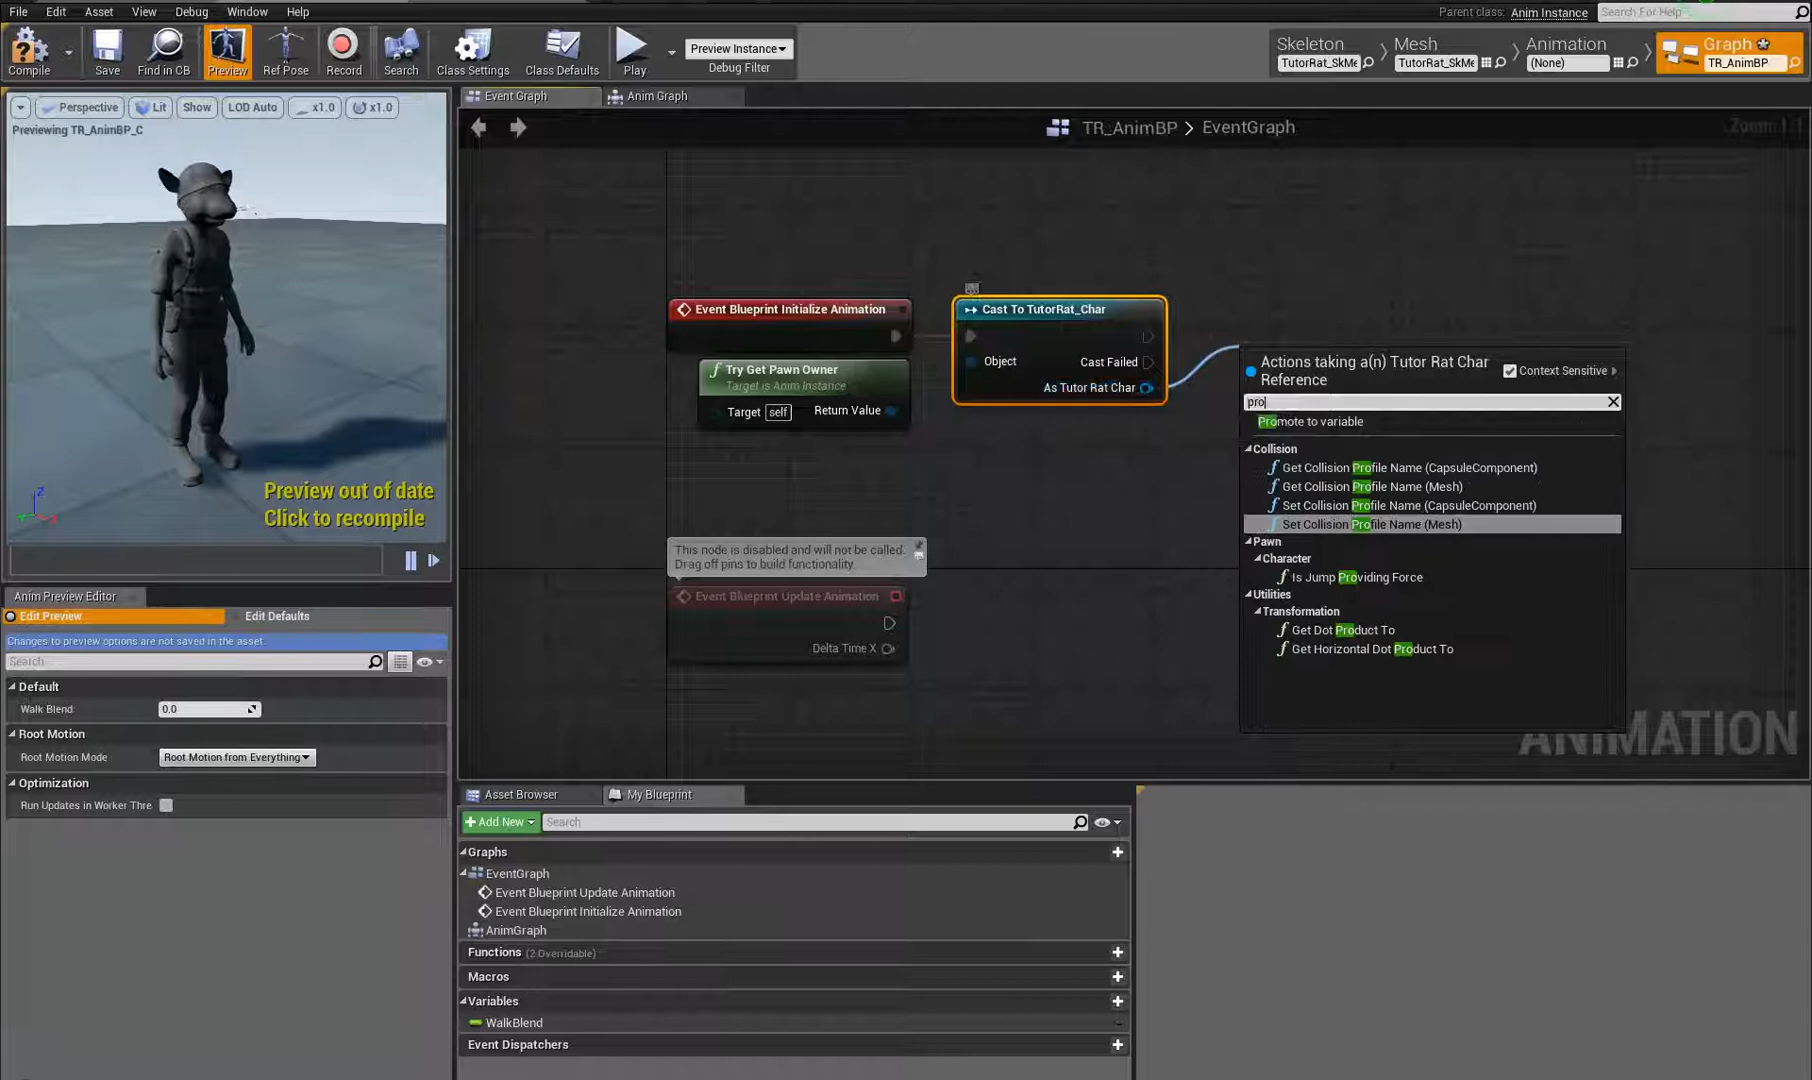 File Edit Asset View Debug Window Help
Parent class: Anim Instance Search For Help
Compile Save Find in CB Preview Ref Pose Record Search Class Settings Class Defaults Play
Preview Instance
Debug Filter
Skeleton Mesh Animation Graph
TutorRat_SkMe TutorRat_SkMe (None) TR_AnimBP
Event Graph Anim Graph
Perspective Lit Show LOD Auto x1.0 x1.0
Previewing TR_AnimBP_C
Preview out of date
Click to recompile
TR_AnimBP > EventGraph
Zoom 1:1
Event Blueprint Initialize Animation
Try Get Pawn Owner
Target is Anim Instance
Target self Return Value
Cast To TutorRat_Char
Object Cast Failed
As Tutor Rat Char
Actions taking a(n) Tutor Rat Char
Reference
Context Sensitive
pro
Promote to variable
Collision
Get Collision Profile Name (CapsuleComponent)
Get Collision Profile Name (Mesh)
Set Collision Profile Name (CapsuleComponent)
Set Collision Profile Name (Mesh)
Pawn
Character
Is Jump Providing Force
Utilities
Transformation
Get Dot Product To
Get Horizontal Dot Product To
ANIMATION
This node is disabled and will not be called.
Drag off pins to build functionality.
Event Blueprint Update Animation
Delta Time X
Anim Preview Editor
Edit Preview Edit Defaults
Changes to preview options are not saved in the asset.
Search
Default
Walk Blend 0.0
Root Motion
Root Motion Mode Root Motion from Everything
Optimization
Run Updates in Worker Thre
Asset Browser My Blueprint
Add New Search
Graphs
EventGraph
Event Blueprint Update Animation
Event Blueprint Initialize Animation
AnimGraph
Functions (2 Overridable)
Macros
Variables
WalkBlend
Event Dispatchers